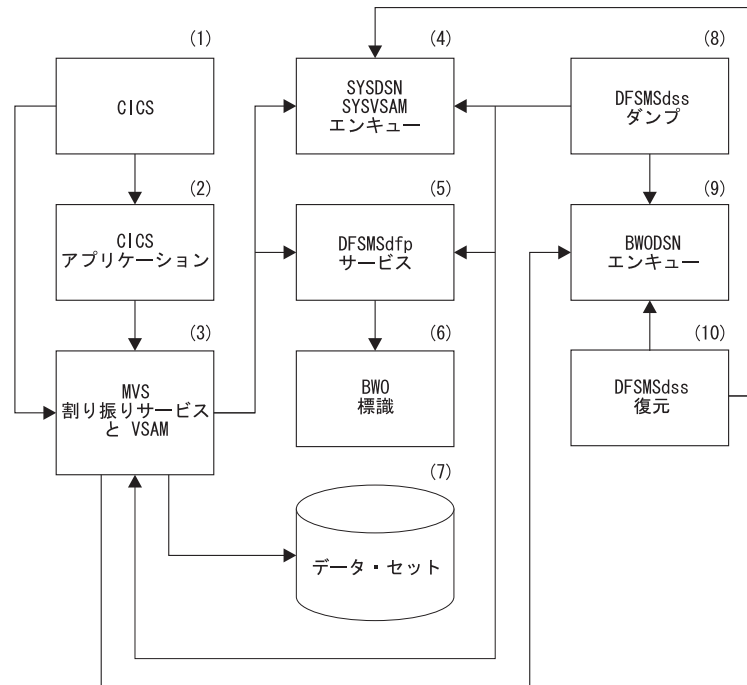 (1)
CICS
(2)
CICS
アプリケーション
(3)
MVS
割り振りサービス
と VSAM
(4)
SYSDSN
SYSVSAM
エンキュー
(5)
DFSMSdfp
サービス
(6)
BWO
標識
(7)
データ・セット
(8)
DFSMSdss
ダンプ
(9)
BWODSN
エンキュー
(10)
DFSMSdss
復元